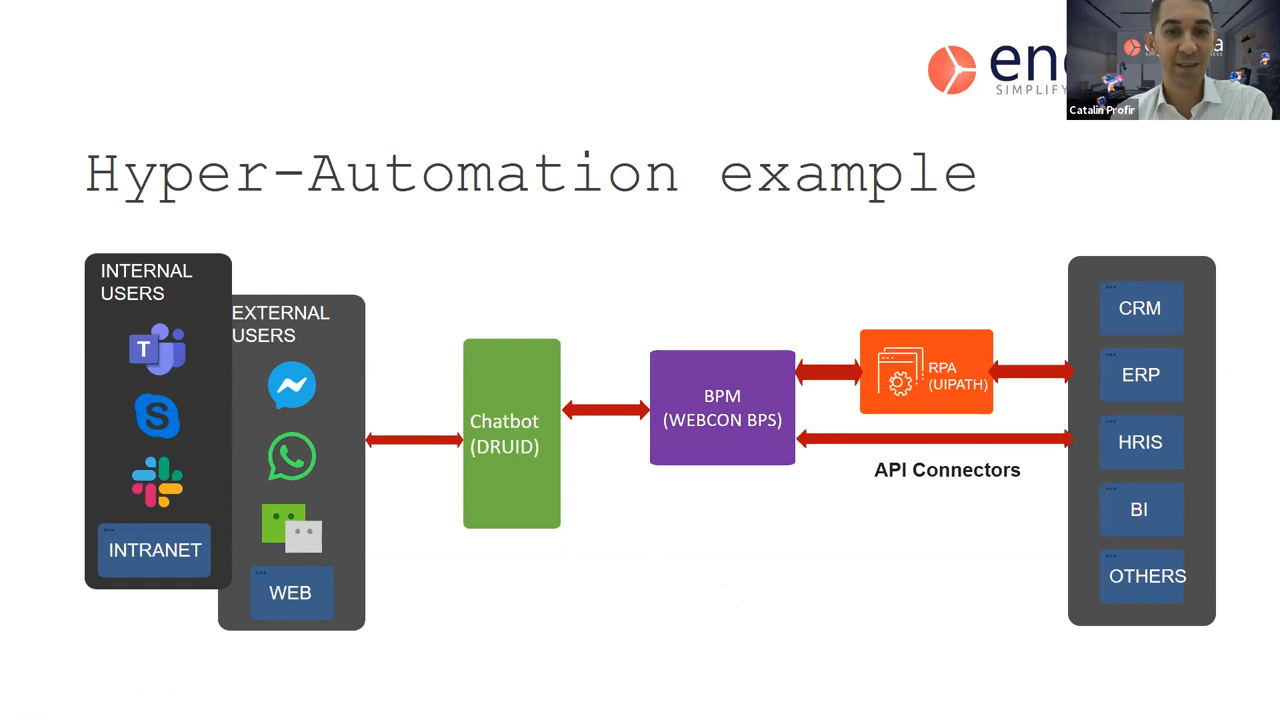 SIMPLIFY
Catalin Profir
Hyper-Automation example
INTERNAL
USERS
T
S
INTRANET
EXTERNAL
USERS
WEB
Chatbot
(DRUID)
BPM
(WEBCON BPS)
RPA
(UIPATH)
API Connectors
CRM
ERP
HRIS
BI
OTHERS